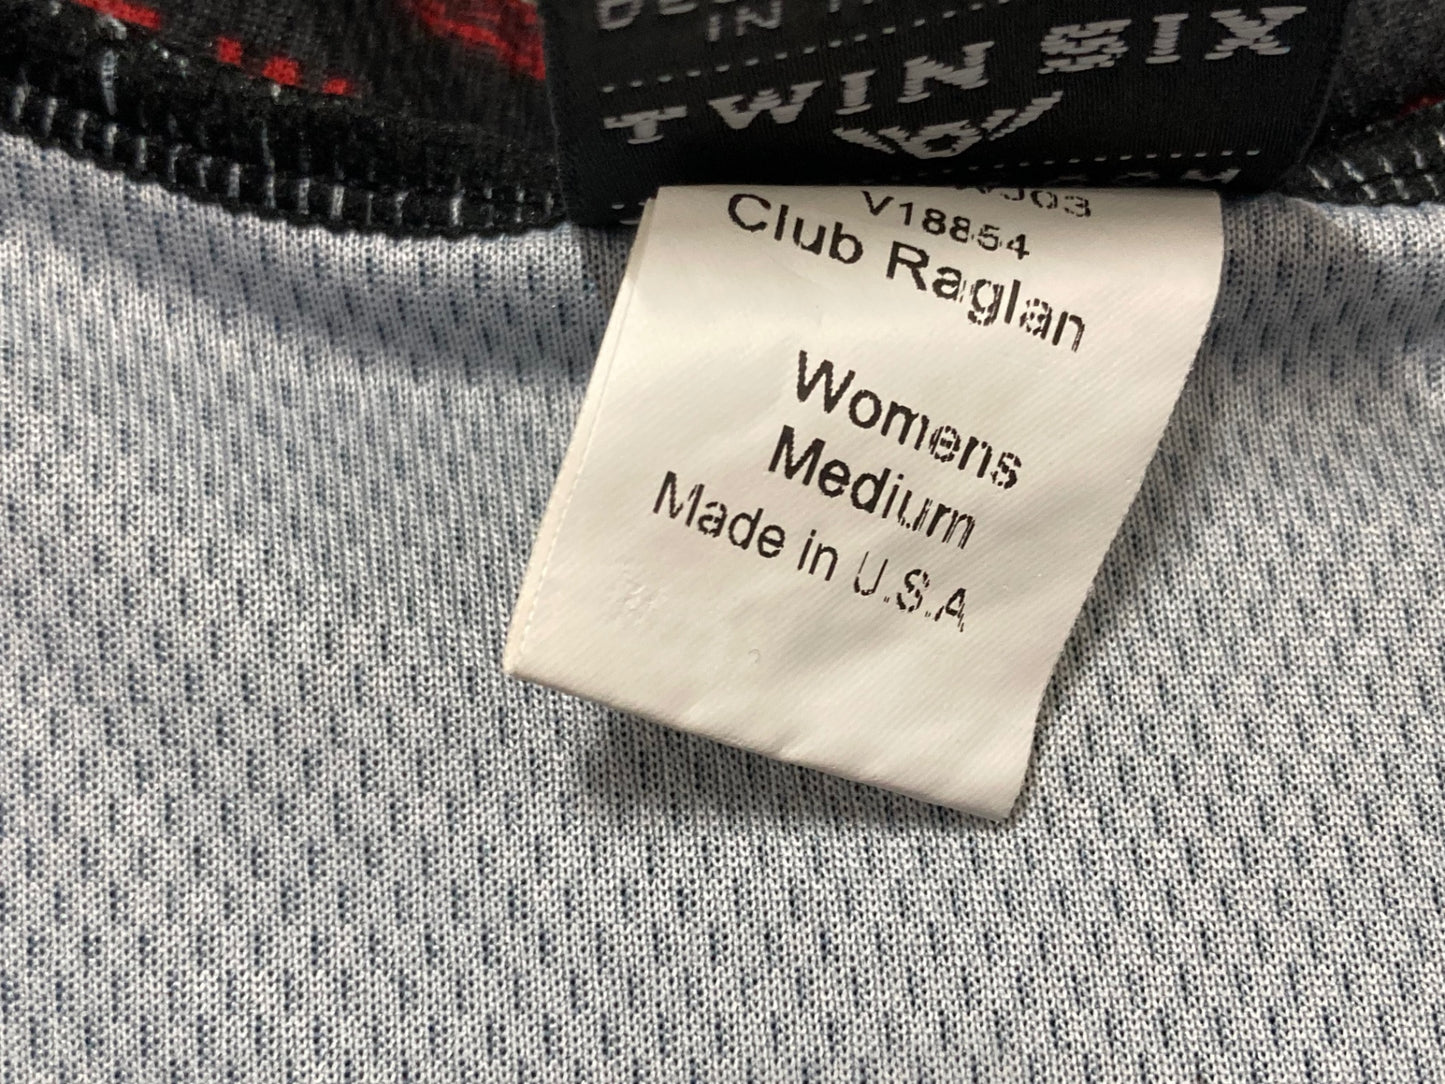 IN
TWIN SIX
V18854
Club Raglan
Womens
Medium
Made in U.S.A